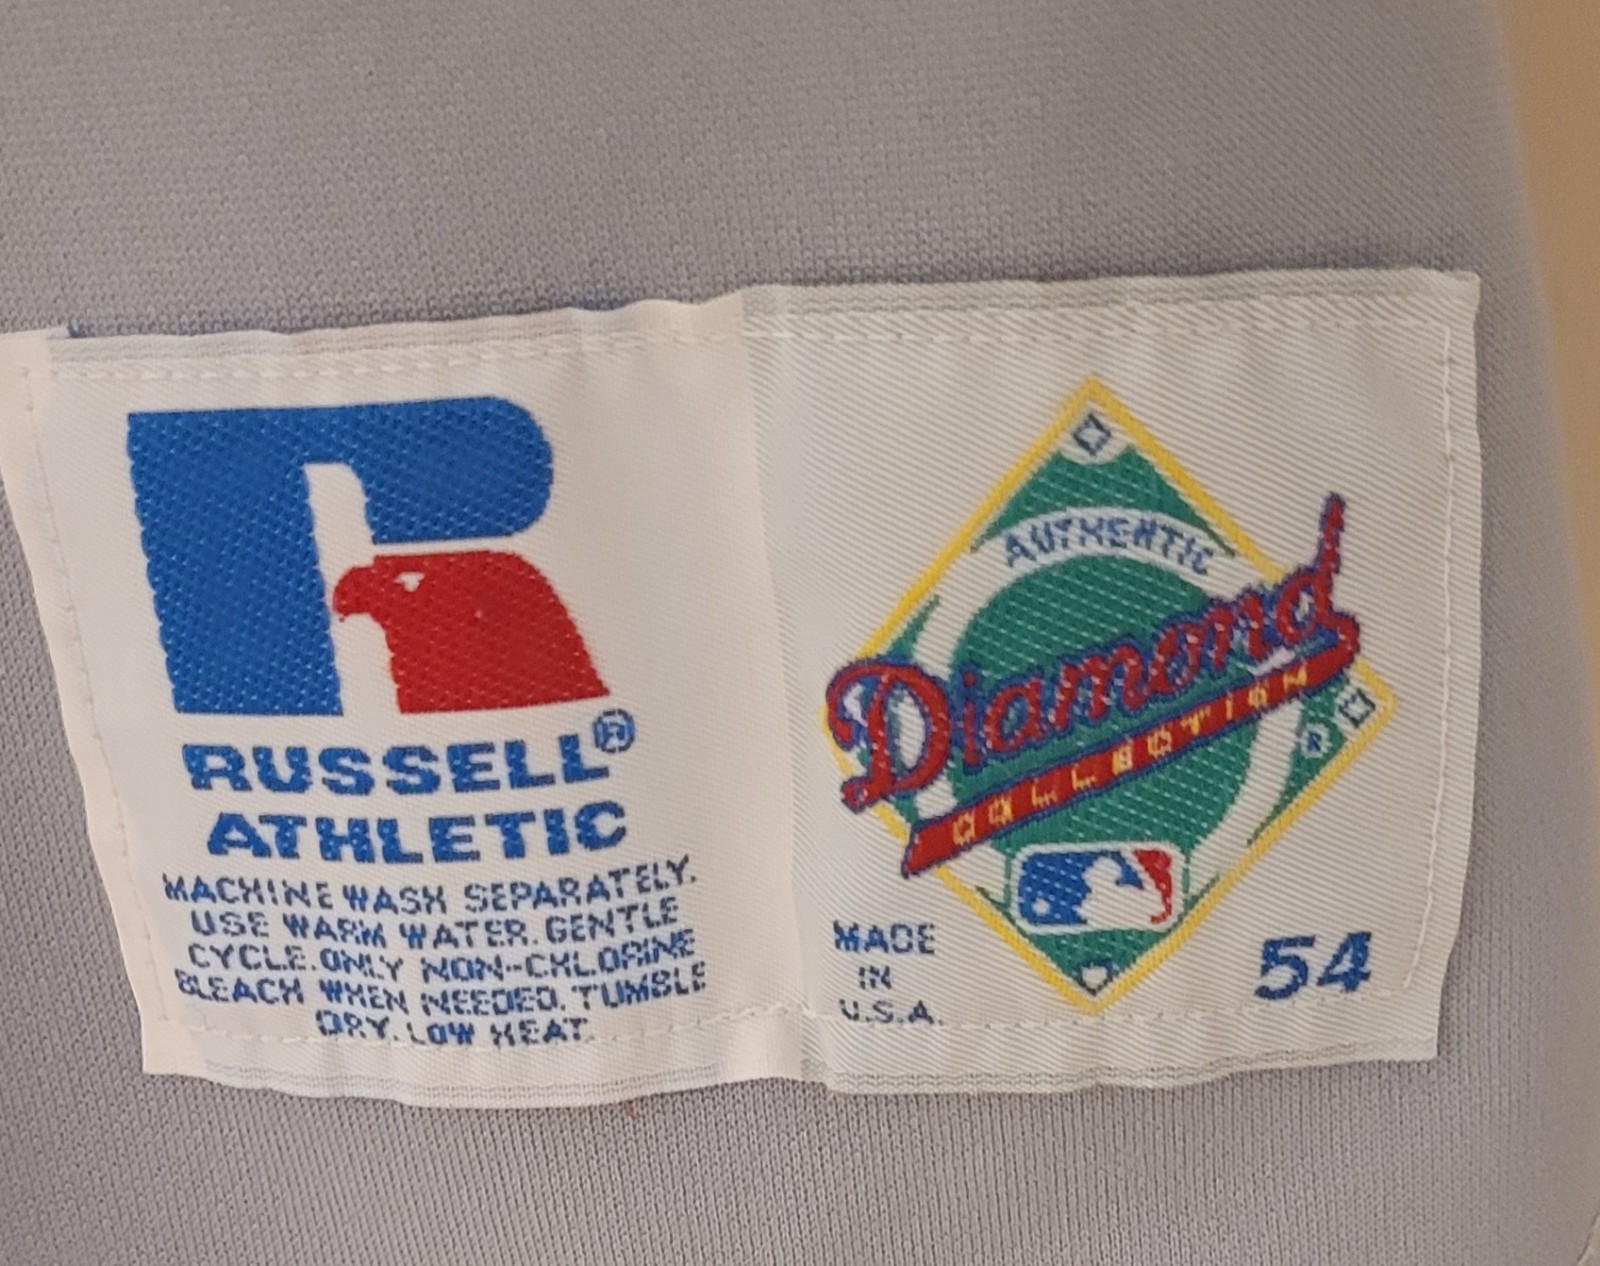 RUSSELL®
ATHLETIC
MACHINE WASH SEPARATELY.
USE WARM WATER. GENTLE
CYCLE. ONLY NON-CHLORINE
BLEACH WHEN NEEDED. TUMBLE
DRY. LOW HEAT.
AUTHENTIC
Diamond
COLLECTION
®
MADE
IN
U.S.A.
54